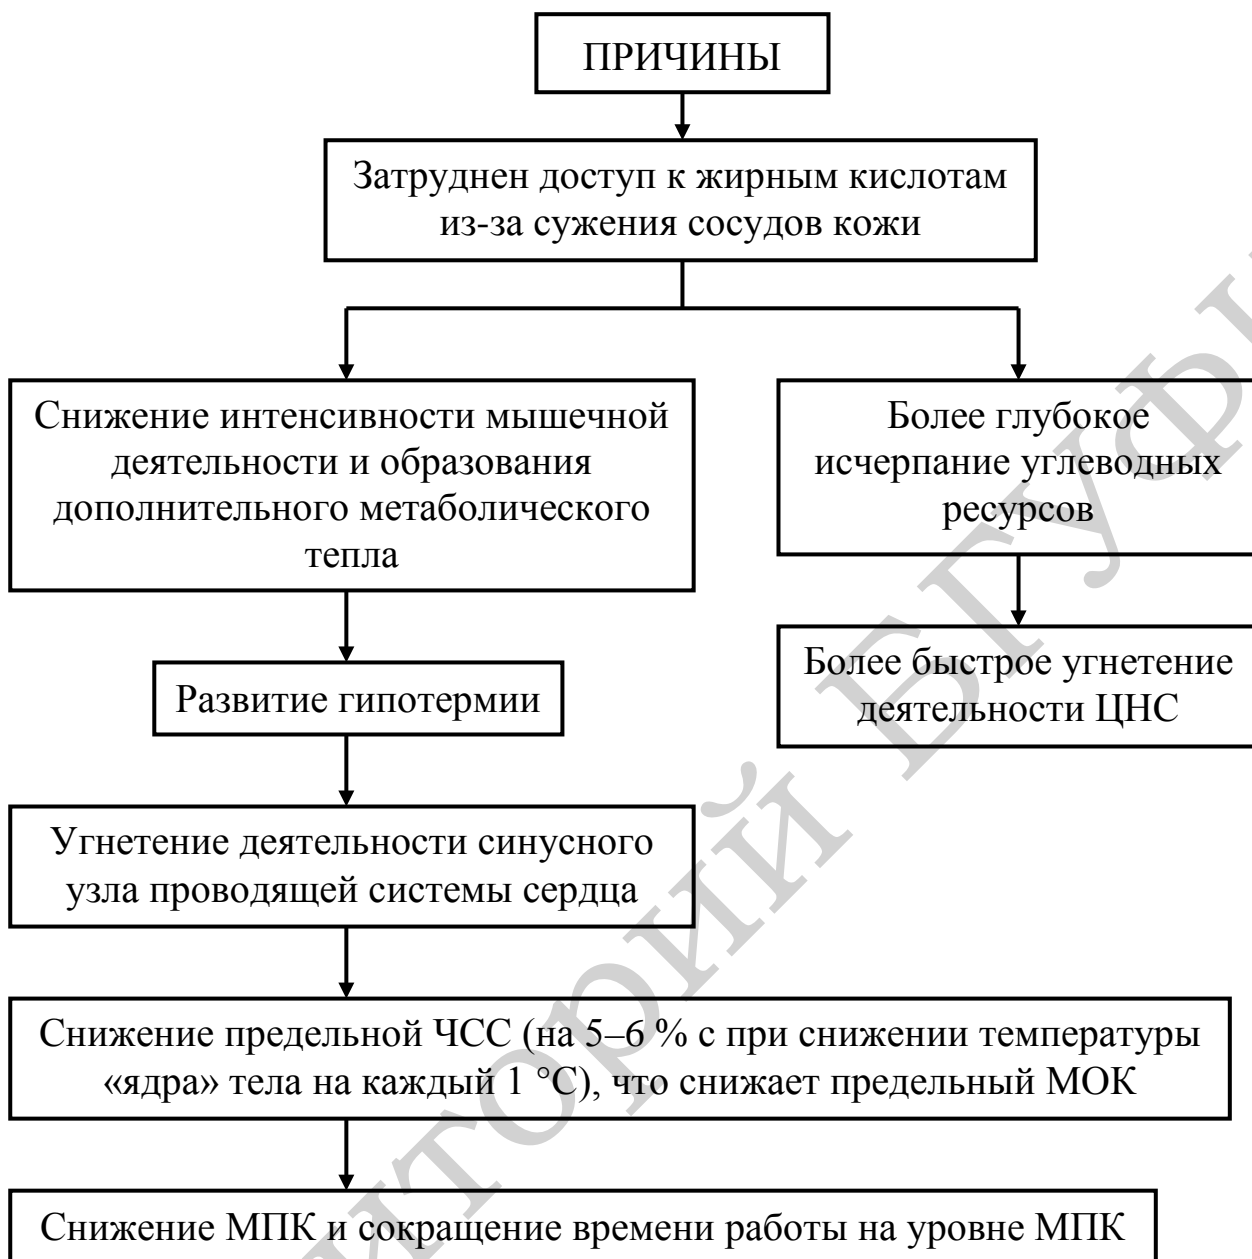 ПРИЧИНЫ
Затруднен доступ к жирным кислотам
из-за сужения сосудов кожи
Снижение интенсивности мышечной
деятельности и образования
дополнительного метаболического
тепла
Более глубокое
исчерпание углеводных
ресурсов
Развитие гипотермии
Более быстрое угнетение
деятельности ЦНС
Угнетение деятельности синусного
узла проводящей системы сердца
Снижение предельной ЧСС (на 5–6 % с при снижении температуры
«ядра» тела на каждый 1 °С), что снижает предельный МОК
Снижение МПК и сокращение времени работы на уровне МПК